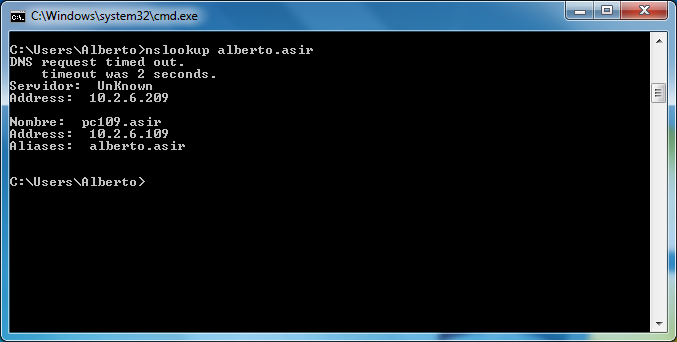 C:\Windows\system32\cmd.exe
C:\Users\Alberto>nslookup alberto.asir
DNS request timed out.
    timeout was 2 seconds.
Servidor:  UnKnown
Address:  10.2.6.209

Nombre:  pc109.asir
Address:  10.2.6.109
Aliases:  alberto.asir

C:\Users\Alberto>